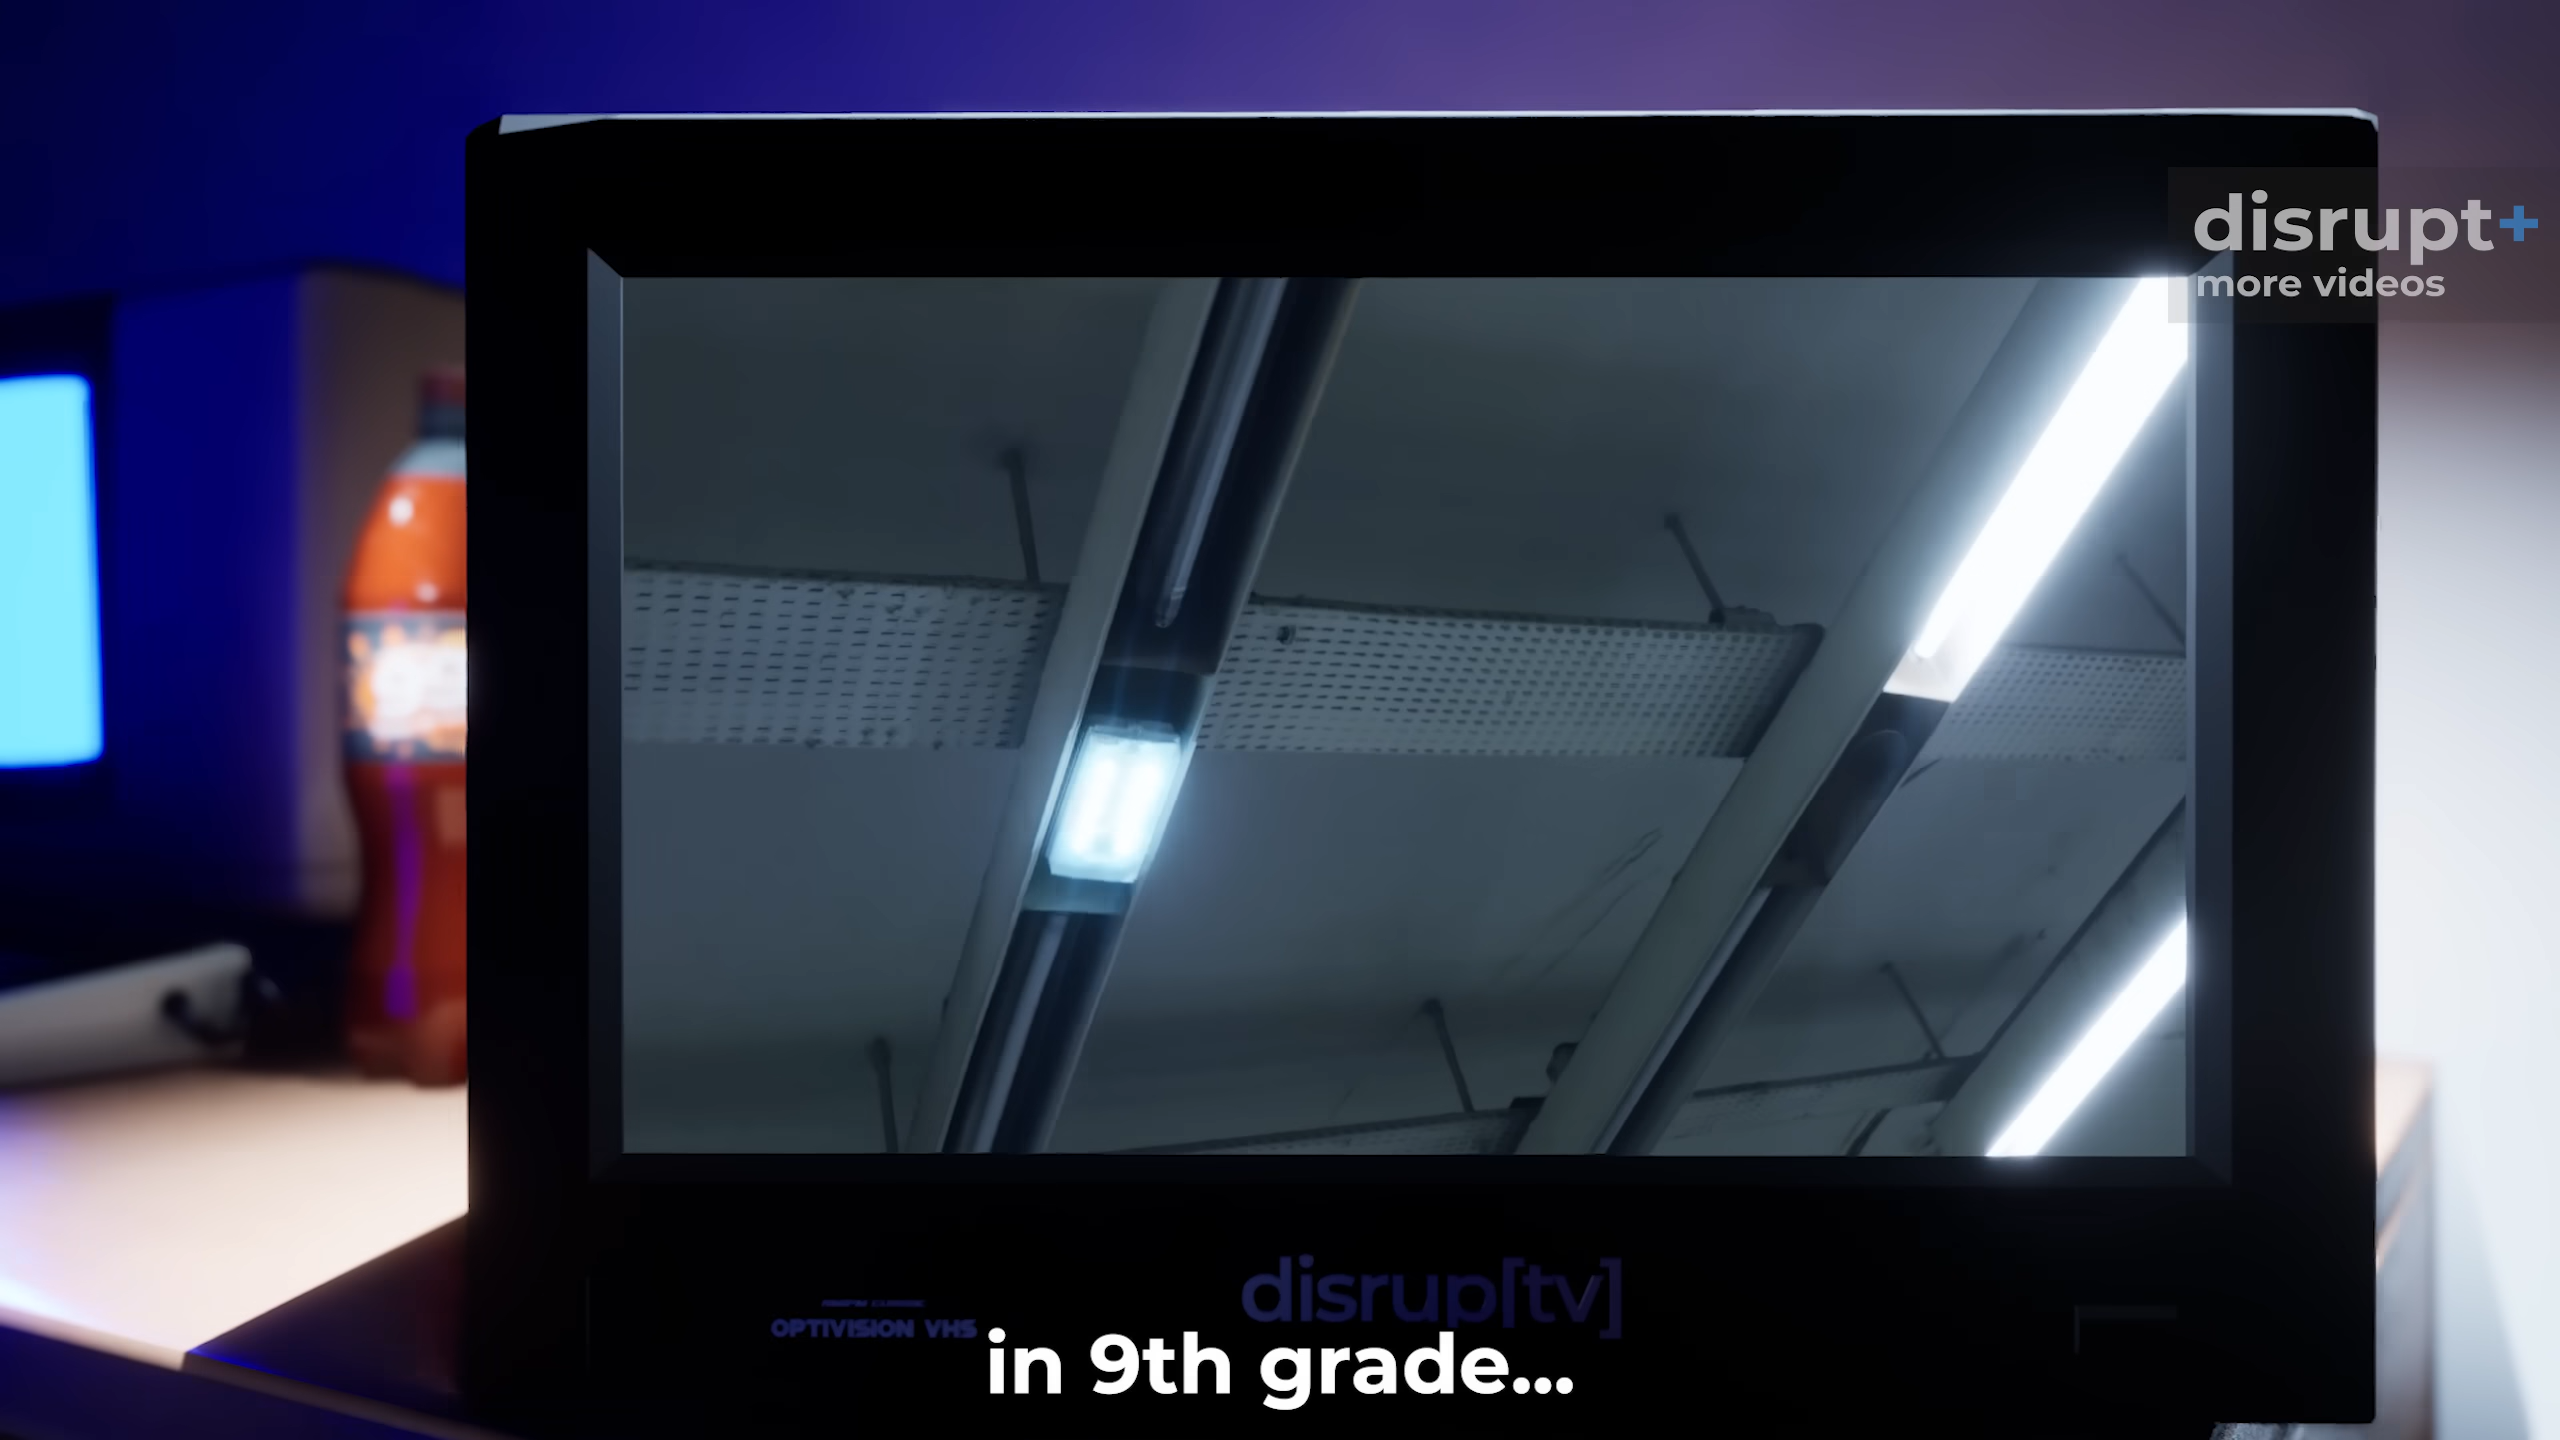 disrupt+
more videos
disrup[tv]
OPTIVISION VHS
in 9th grade...